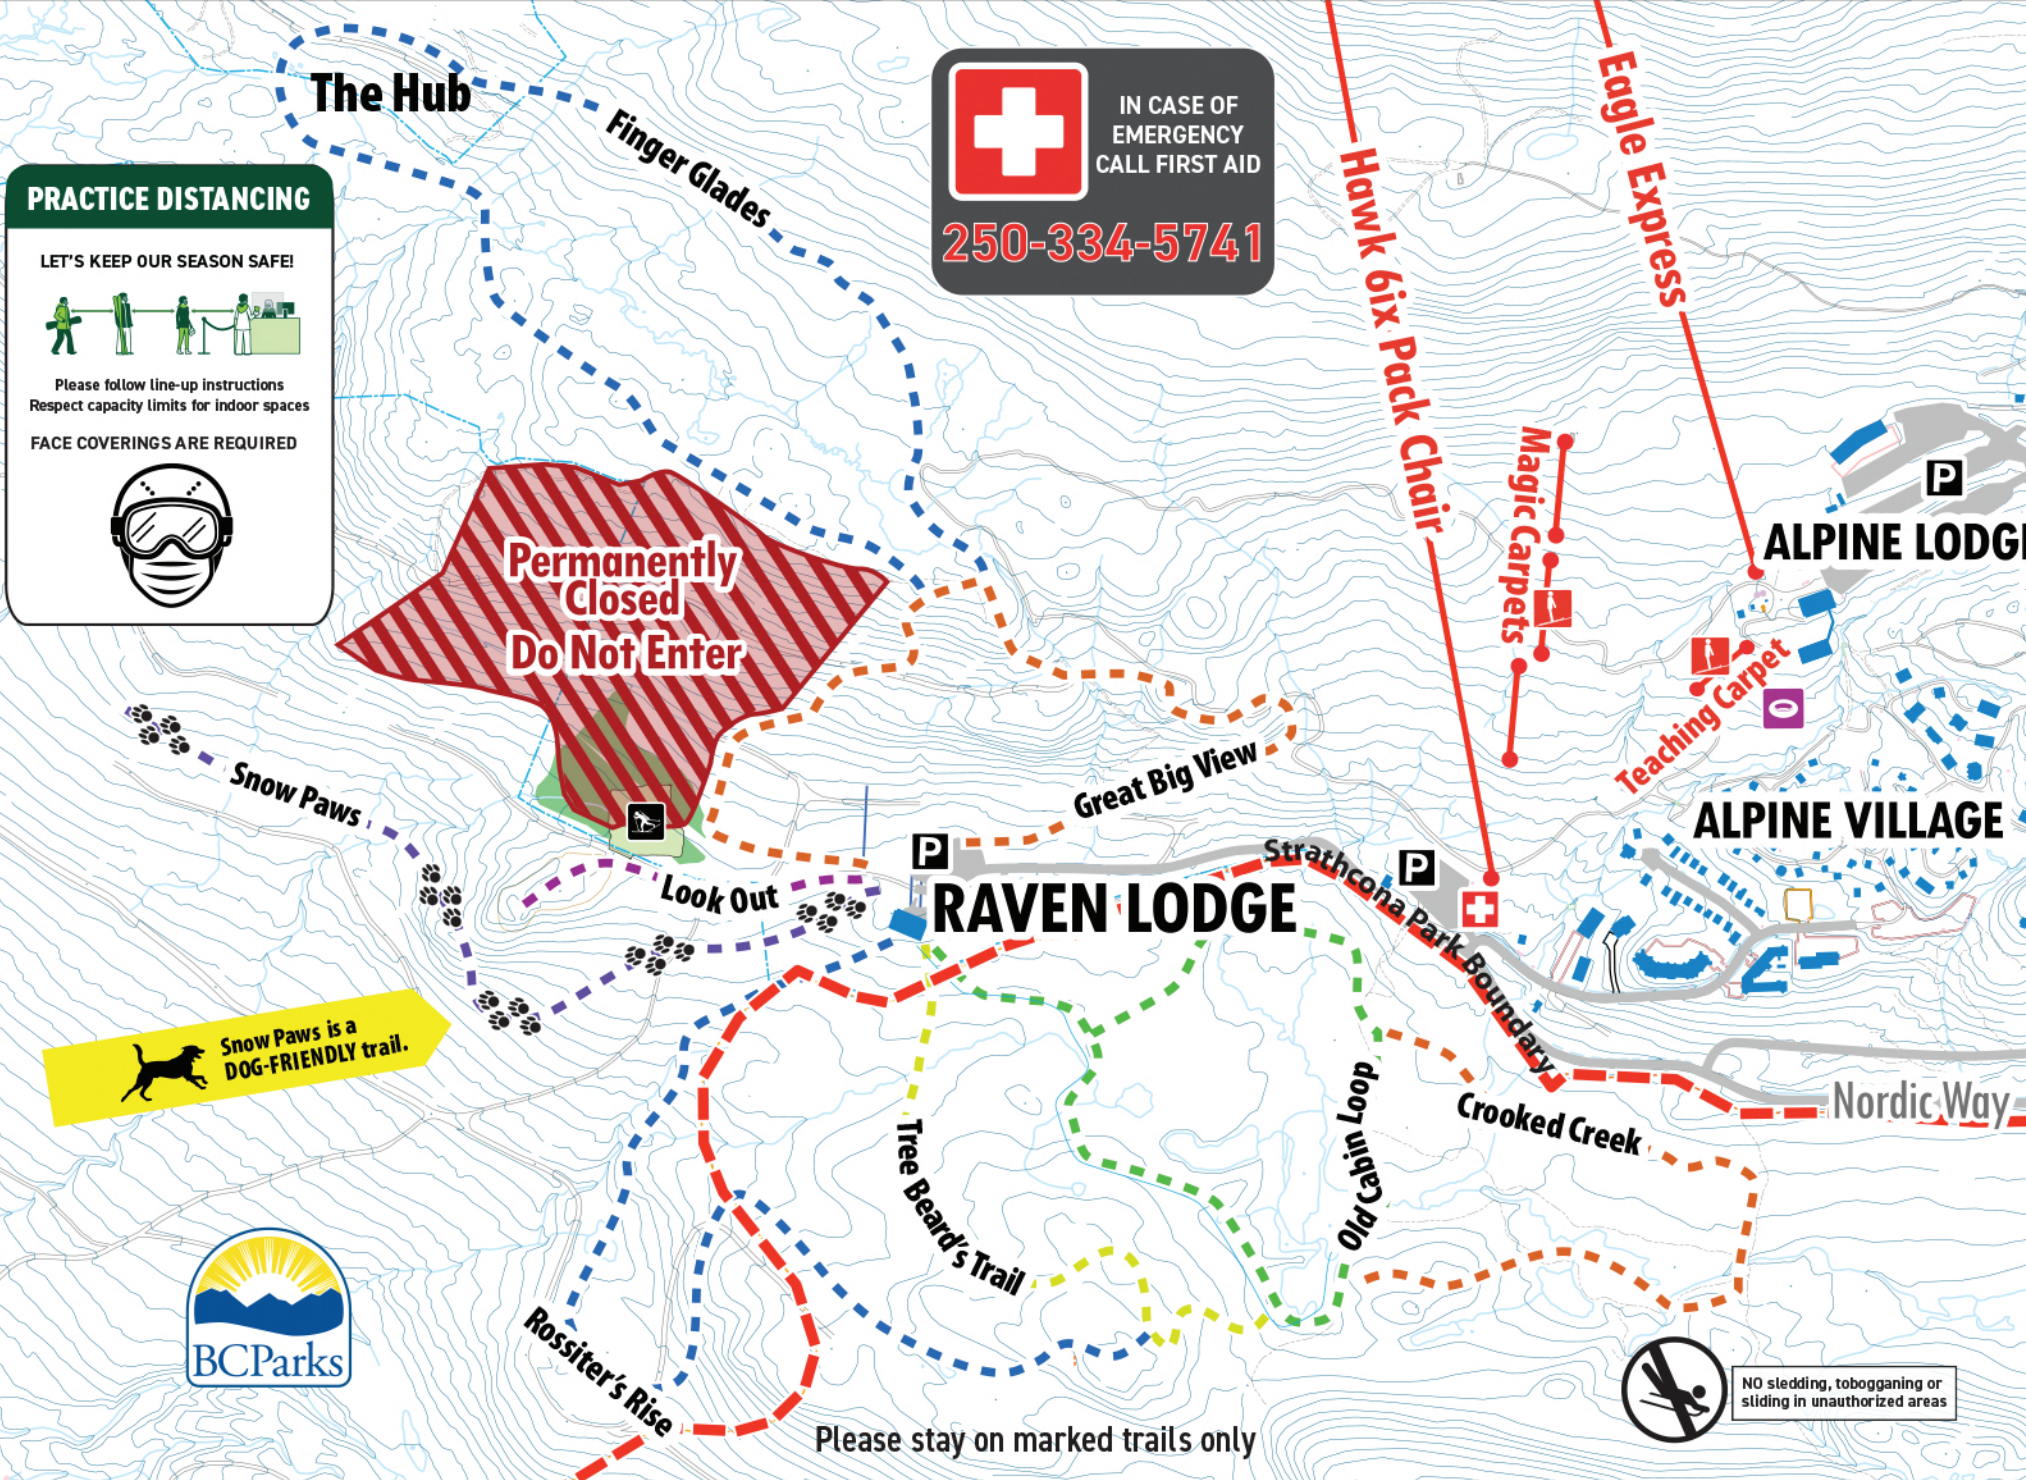 The Hub
Finger Glades
PRACTICE DISTANCING
LET'S KEEP OUR SEASON SAFE!
Please follow line-up instructions
Respect capacity limits for indoor spaces
FACE COVERINGS ARE REQUIRED
IN CASE OF
EMERGENCY
CALL FIRST AID
250-334-5741
Hawk 6ix Pack Chair
Eagle Express
Magic Carpets
P
ALPINE LODGE
Teaching Carpet
ALPINE VILLAGE
Permanently
Closed
Do Not Enter
Snow Paws
Look Out
Great Big View
P
RAVEN LODGE
P
Strathcona Park Boundary
Nordic Way
Snow Paws is a
DOG-FRIENDLY trail.
Tree Beard's Trail
Old Cabin Loop
Crooked Creek
Rossiter's Rise
BCParks
Please stay on marked trails only
NO sledding, tobogganing or
sliding in unauthorized areas